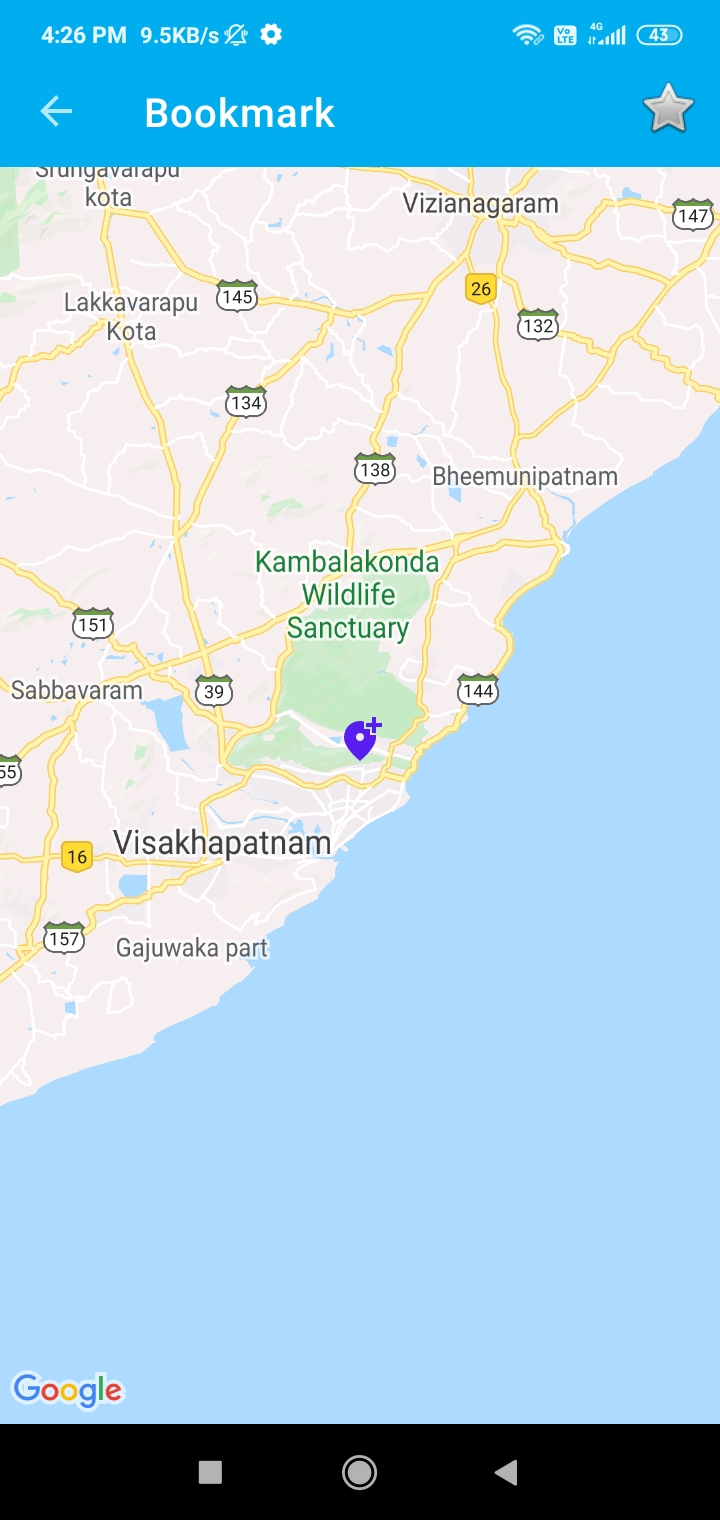 4:26 PM 9.5KB/s Vo LTE 4G 43
Bookmark
Srungavarapu
kota
Vizianagaram
147
26
145
Lakkavarapu
Kota
132
134
138
Bheemunipatnam
Kambalakonda
Wildlife
Sanctuary
151
Sabbavaram
39
144
55
Visakhapatnam
16
157
Gajuwaka part
Google